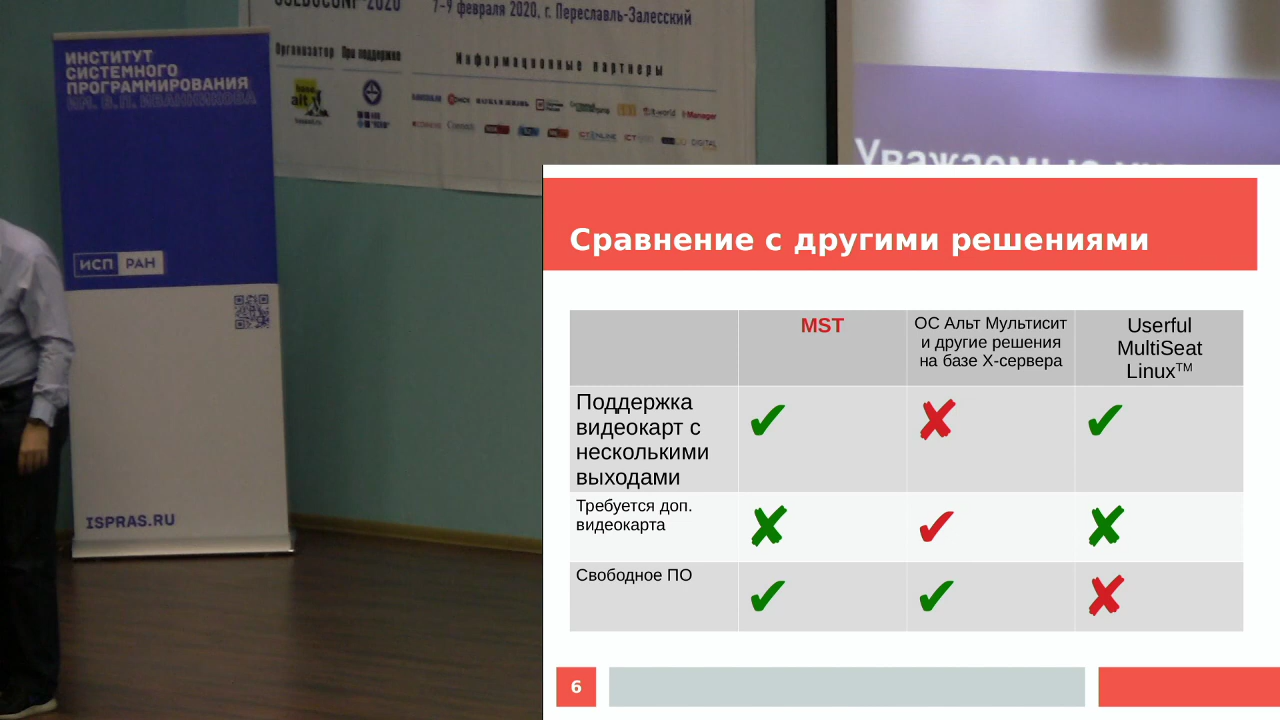 7-9 февраля 2020, г. Переславль-Залесский
Организатор
При поддержке
Информационные партнеры
ИНСТИТУТ
СИСТЕМНОГО
ПРОГРАММИРОВАНИЯ
ИМ. В.П. ИВАННИКОВА
ИСП РАН
ISPRAS.RU
Сравнение с другими решениями
MST
ОС Альт Мультисит
и другие решения
на базе X-сервера
Userful
MultiSeat
Linux™
Поддержка
видеокарт с
несколькими
выходами
✔ ✘ ✔
Требуется доп.
видеокарта
✘ ✔ ✘
Свободное ПО
✔ ✔ ✘
6